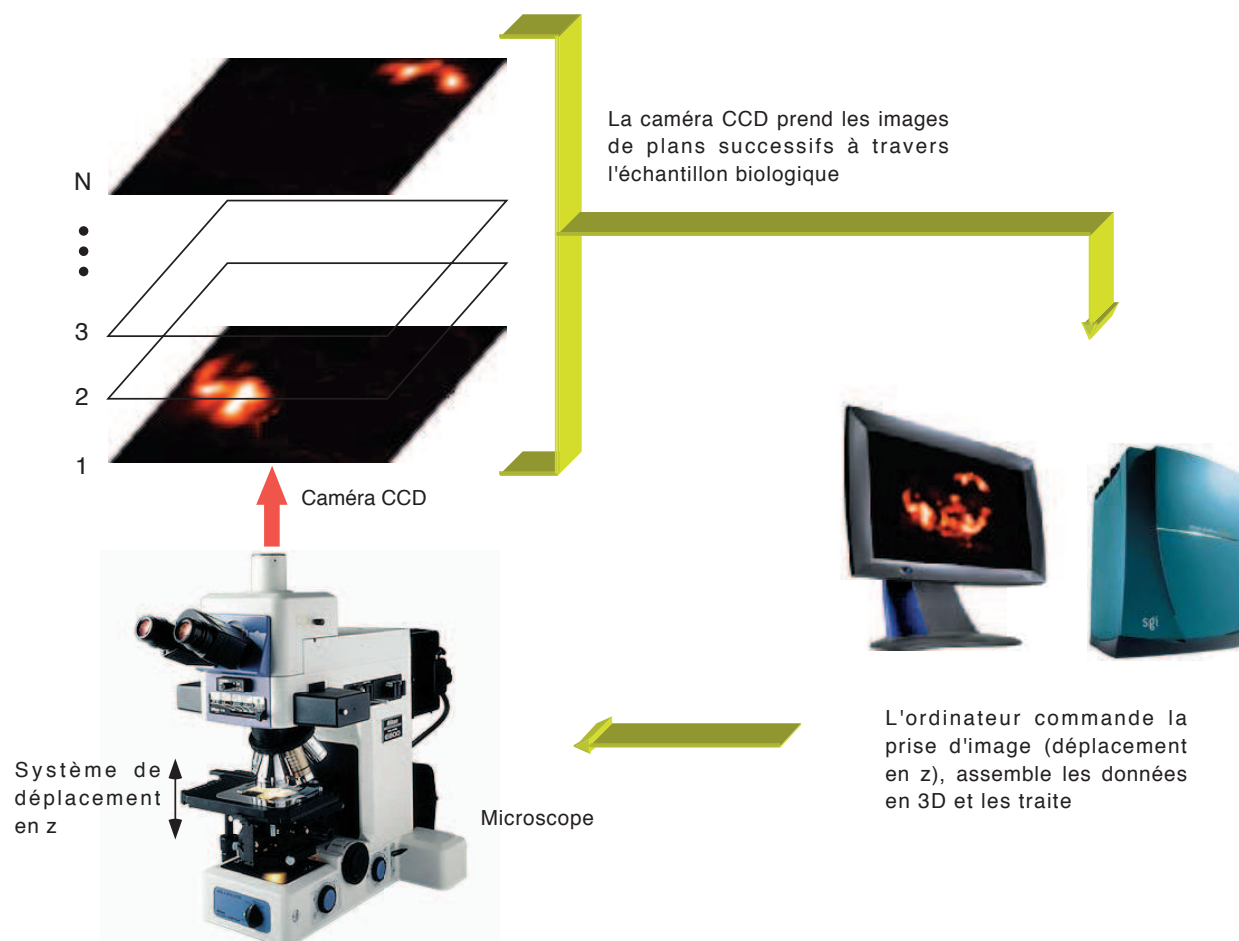 La caméra CCD prend les images
de plans successifs à travers
l'échantillon biologique
N
3
2
1
Caméra CCD
sgi
Système de
déplacement
en z
Microscope
Nikon
E800
L'ordinateur commande la
prise d'image (déplacement
en z), assemble les données
en 3D et les traite